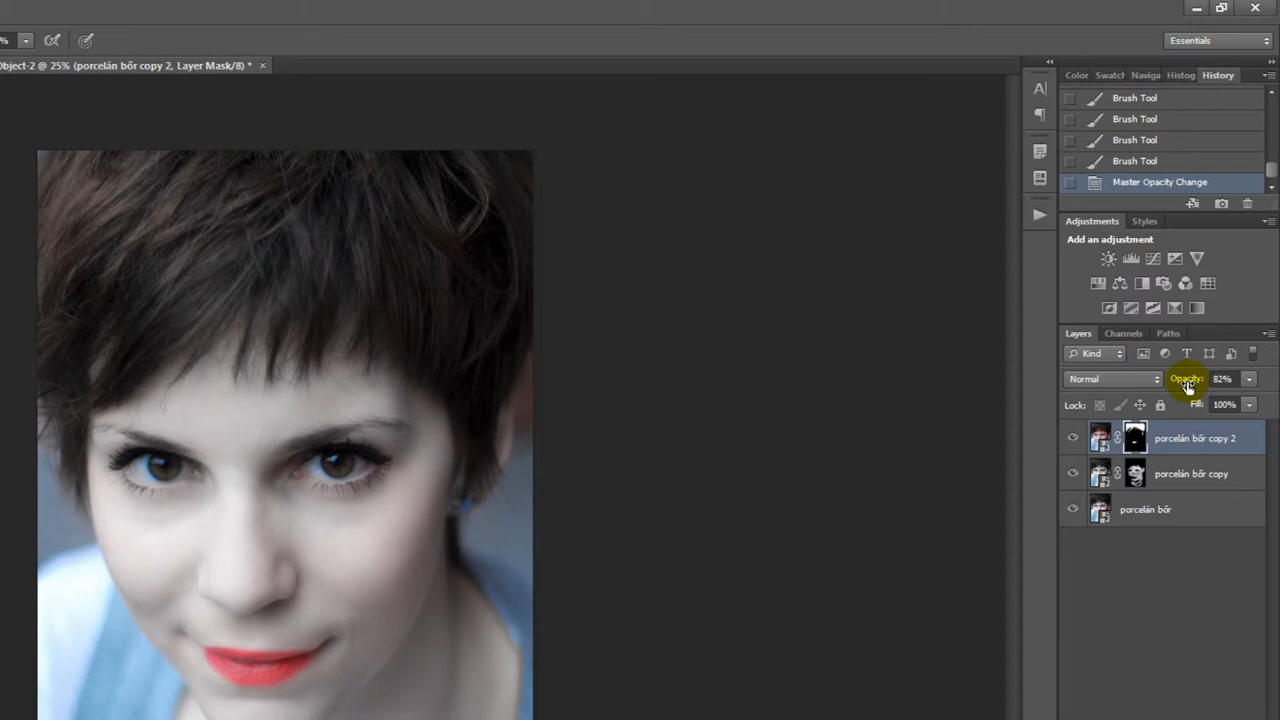 %
Essentials
Object-2 @ 25% (porcelán bőr copy 2, Layer Mask/8) *
Color Swatch Naviga Histog History
Brush Tool
Brush Tool
Brush Tool
Brush Tool
Master Opacity Change
Adjustments Styles
Add an adjustment
Layers Channels Paths
Kind
Normal Opacity: 82%
Lock: Fill: 100%
porcelán bőr copy 2
porcelán bőr copy
porcelán bőr